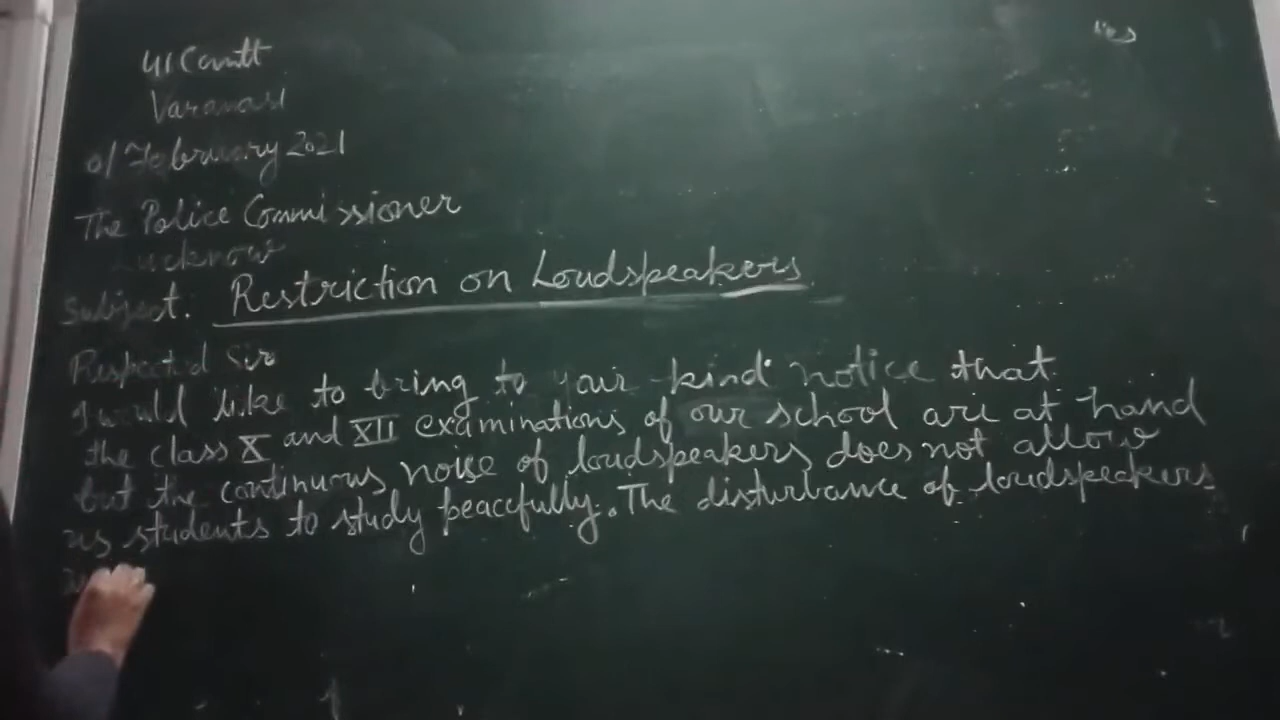 41 Cantt
Varanasi
01 February 2021
The Police Commissioner
Lucknow
Subject: Restriction on Loudspeakers
Respected Sir
I would like to bring to your kind notice that
the class X and XII examinations of our school are at hand
but the continuous noise of loudspeakers does not allow
us students to study peacefully. The disturbance of loudspeakers